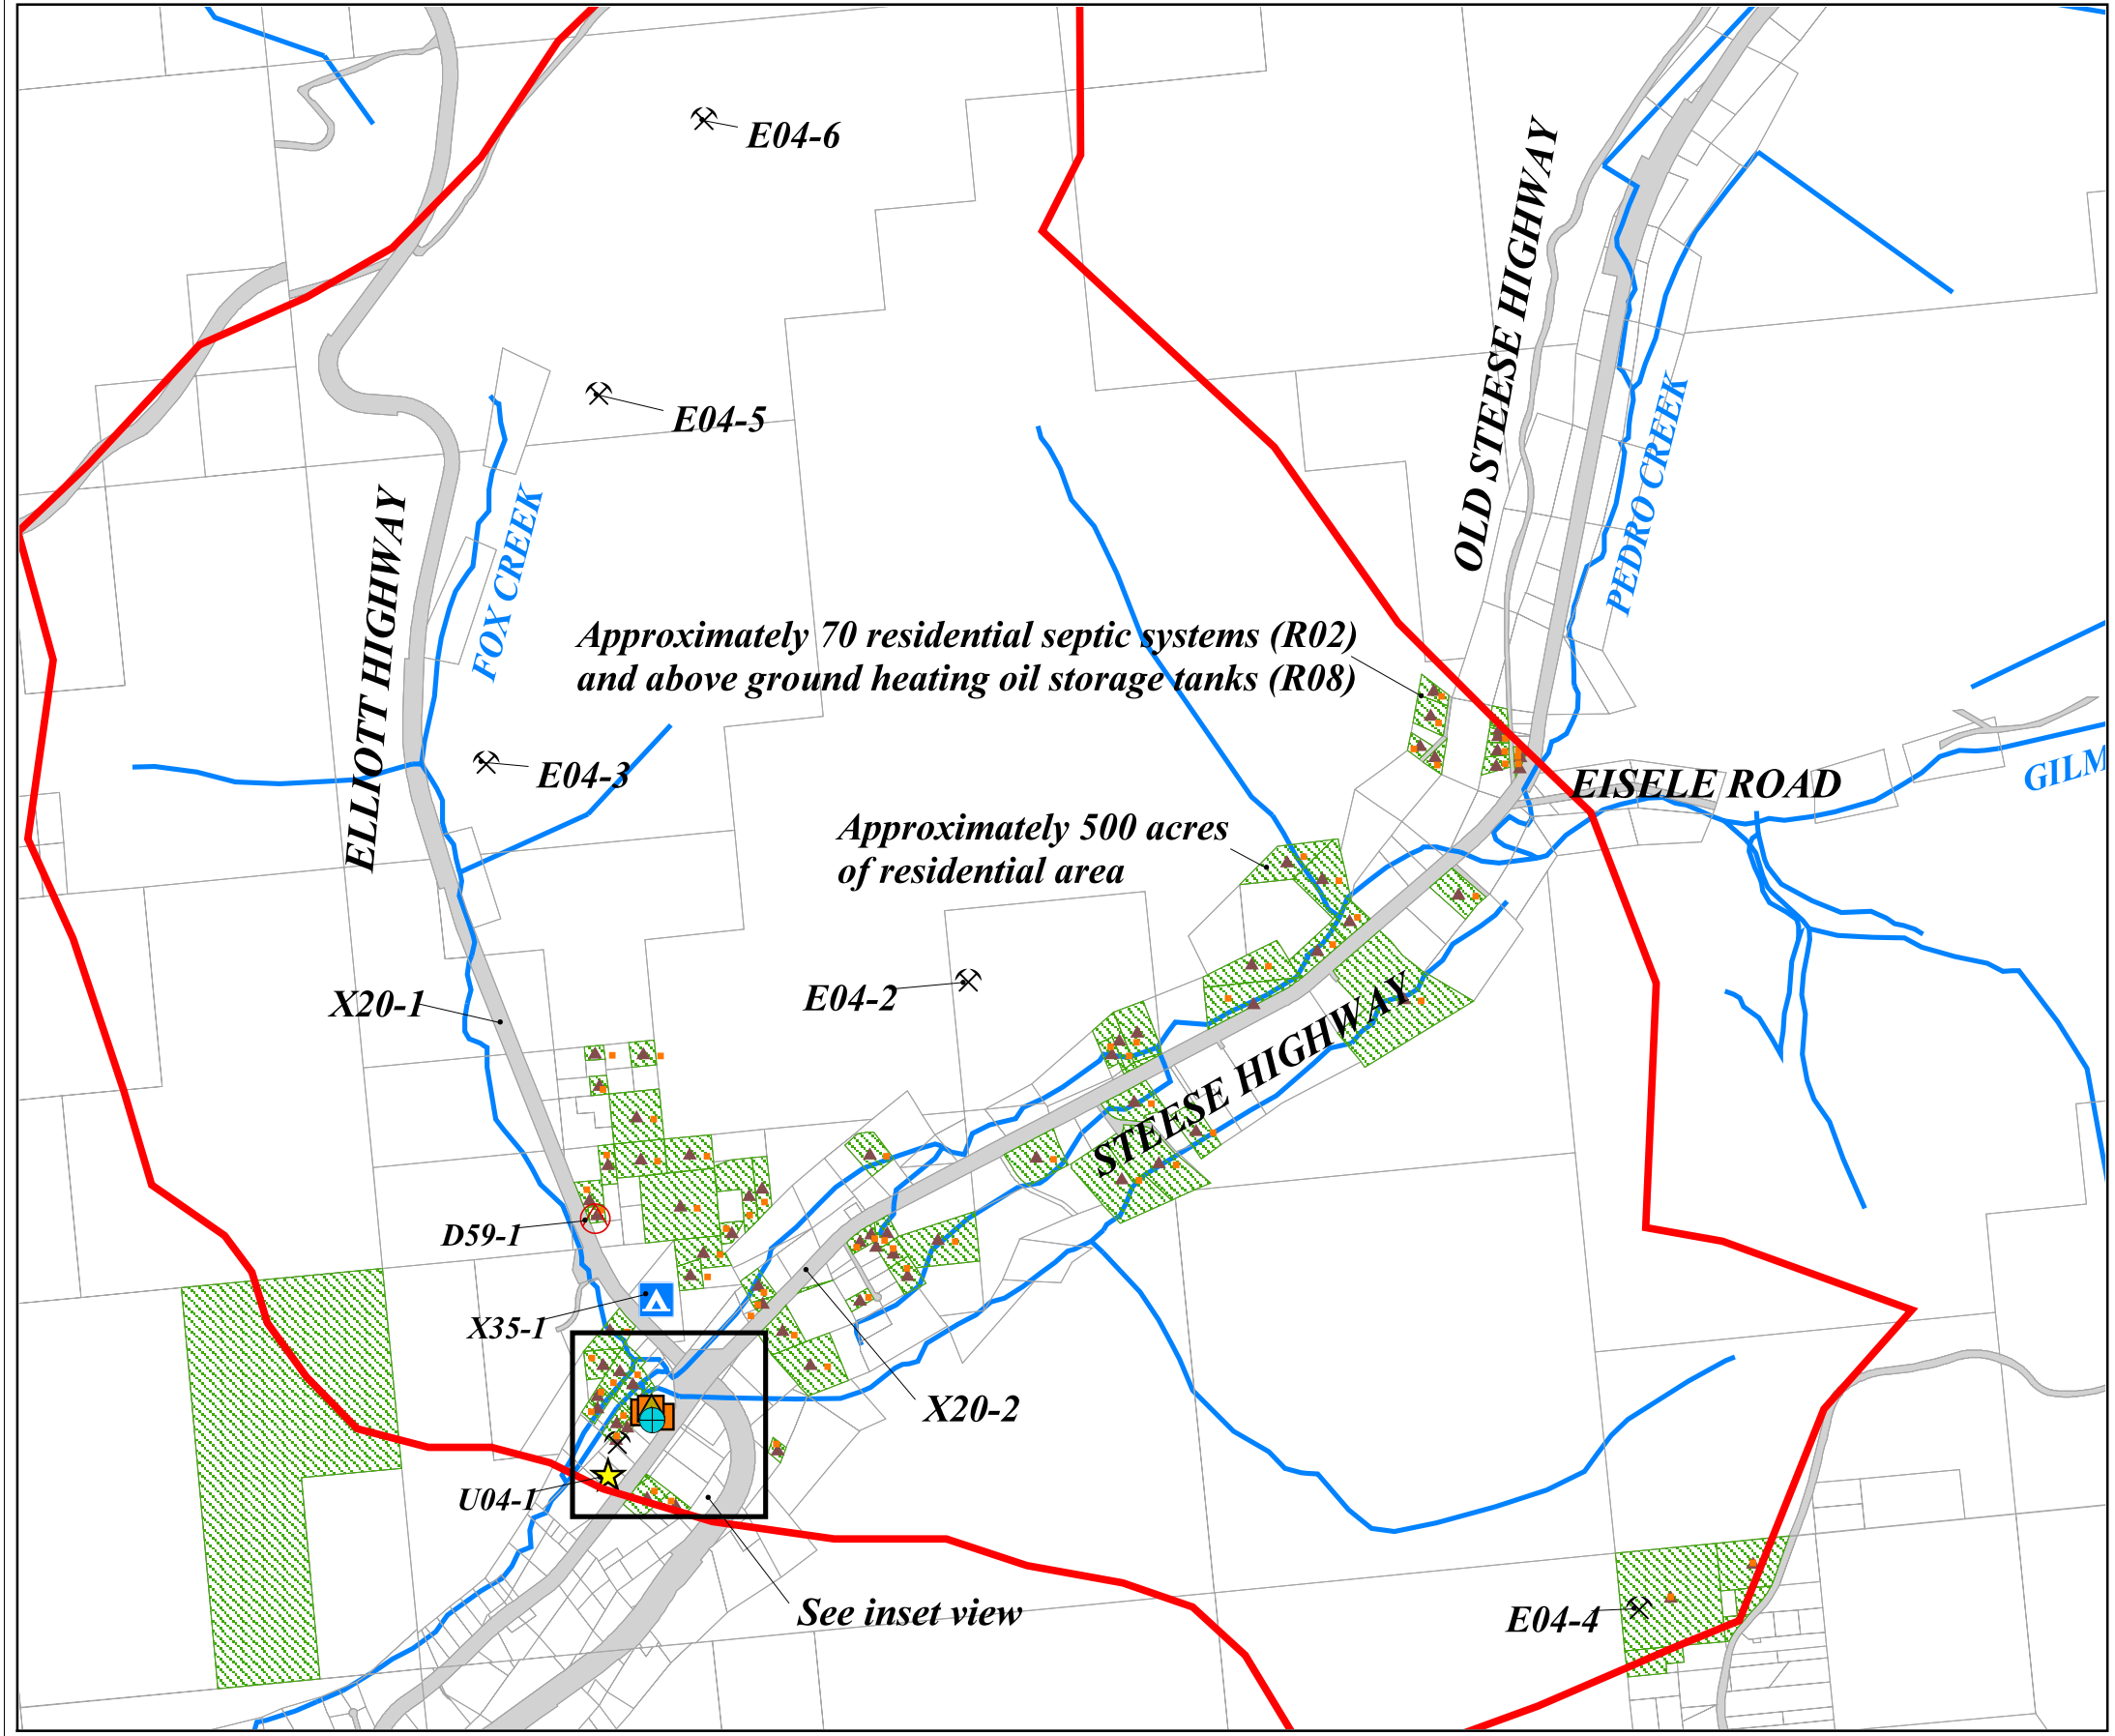 E04-6
OLD STEESE HIGHWAY
E04-5
PEDRO CREEK
ELLIOTT HIGHWAY
FOX CREEK
Approximately 70 residential septic systems (R02)
and above ground heating oil storage tanks (R08)
E04-3
EISELE ROAD
GILM
Approximately 500 acres
of residential area
X20-1
E04-2
STEESE HIGHWAY
D59-1
X35-1
X20-2
U04-1
See inset view
E04-4